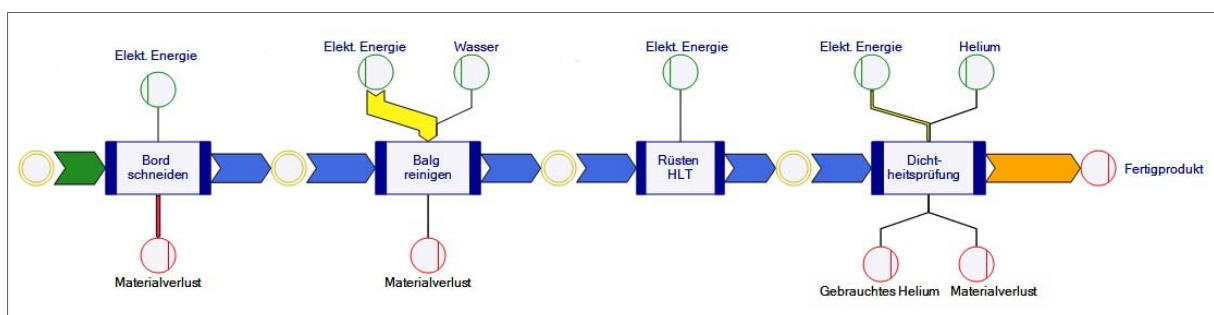 Elekt. Energie
Elekt. Energie
Wasser
Elekt. Energie
Elekt. Energie
Helium
Bord
schneiden
Balg
reinigen
Rüsten
HLT
Dicht-
heitsprüfung
Fertigprodukt
Materialverlust
Materialverlust
Gebrauchtes Helium
Materialverlust